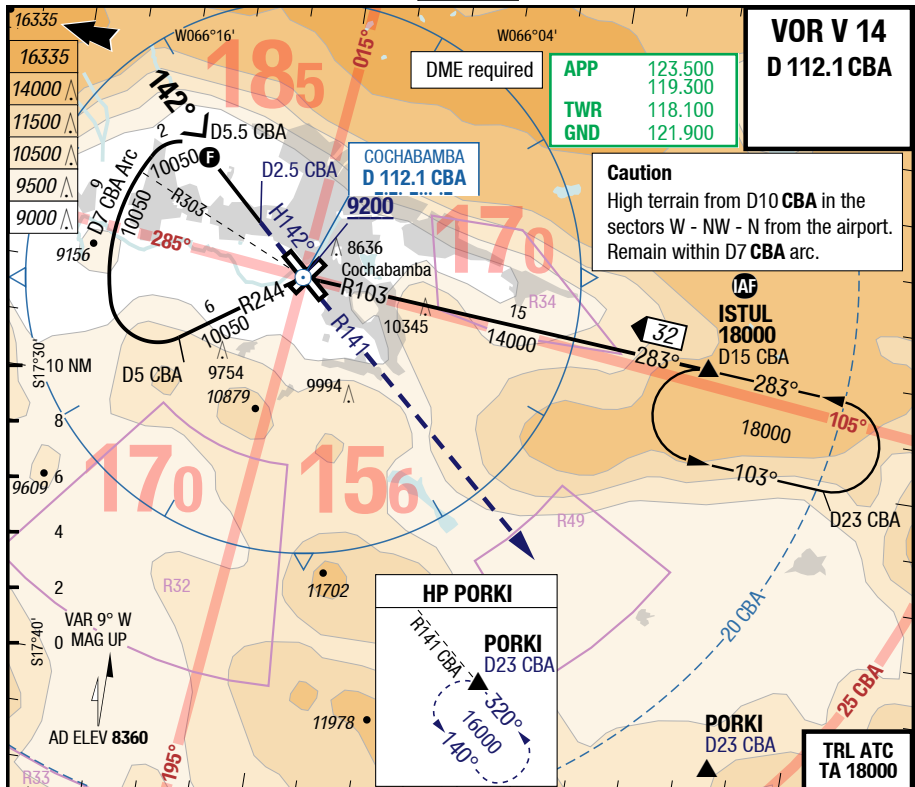 16335
16335
14000
11500
10500
9500
9000
W066°16'
W066°04'
015°
185
DME required
APP 123.500
119.300
TWR 118.100
GND 121.900
VOR V 14
D 112.1 CBA
Caution
High terrain from D10 CBA in the
sectors W - NW - N from the airport.
Remain within D7 CBA arc.
142°
2
D5.5 CBA
F
10050
D2.5 CBA
COCHABAMBA
D 112.1 CBA
9200
9
D7 CBA Arc
10050
R303
H142°
9156
285°
8636
Cochabamba
170
R34
IAF
ISTUL
18000
D15 CBA
R244
R103
10345
15
14000
32
283°
283°
6
10050
R141
S17°30'
10 NM
D5 CBA
9754
9994
10879
18000
105°
8
170
156
103°
D23 CBA
6
9609
4
R49
R32
2
11702
HP PORKI
VAR 9° W
MAG UP
0
S17°40'
R141 CBA
PORKI
D23 CBA
320°
16000
140°
20 CBA
25 CBA
11978
AD ELEV 8360
195°
PORKI
D23 CBA
R33
TRL ATC
TA 18000